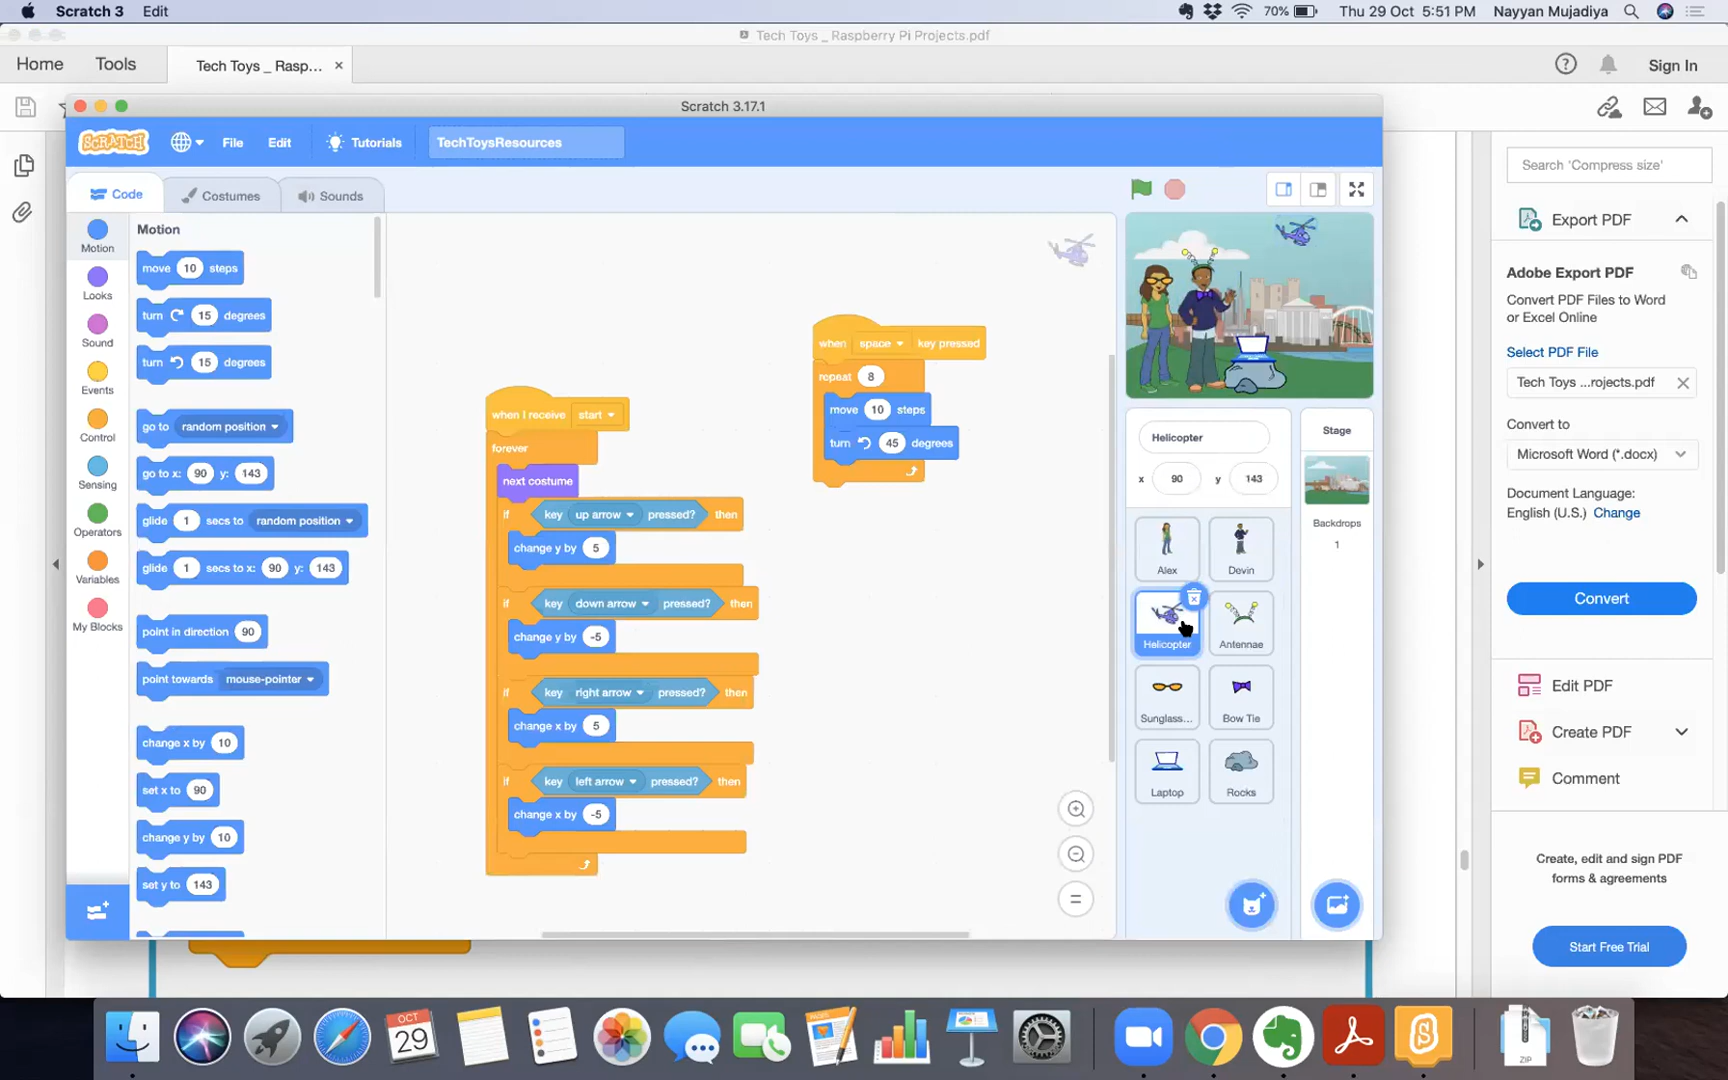 Scratch 3 Edit 70% Thu 29 Oct 5:51 PM Nayyan Mujadiya
Tech Toys _ Raspberry Pi Projects.pdf
Home Tools Tech Toys _ Rasp... × Sign In
Scratch 3.17.1
SCRATCH File Edit Tutorials TechToysResources
Code Costumes Sounds
Motion
Looks
Sound
Events
Control
Sensing
Operators
Variables
My Blocks
Motion
move 10 steps
turn 15 degrees
turn 15 degrees
go to random position
go to x: 90 y: 143
glide 1 secs to random position
glide 1 secs to x: 90 y: 143
point in direction 90
point towards mouse-pointer
change x by 10
set x to 90
change y by 10
set y to 143
when I receive start
forever
next costume
if key up arrow pressed? then
change y by 5
if key down arrow pressed? then
change y by -5
if key right arrow pressed? then
change x by 5
if key left arrow pressed? then
change x by -5
when space key pressed
repeat 8
move 10 steps
turn 45 degrees
Helicopter
x 90 y 143
Alex Devin
Helicopter Antennae
Sunglass... Bow Tie
Laptop Rocks
Stage
Backdrops
1
Search 'Compress size'
Export PDF
Adobe Export PDF
Convert PDF Files to Word
or Excel Online
Select PDF File
Tech Toys ...rojects.pdf
Convert to
Microsoft Word (*.docx)
Document Language:
English (U.S.) Change
Convert
Edit PDF
Create PDF
Comment
Create, edit and sign PDF
forms & agreements
Start Free Trial
OCT
29
ZIP